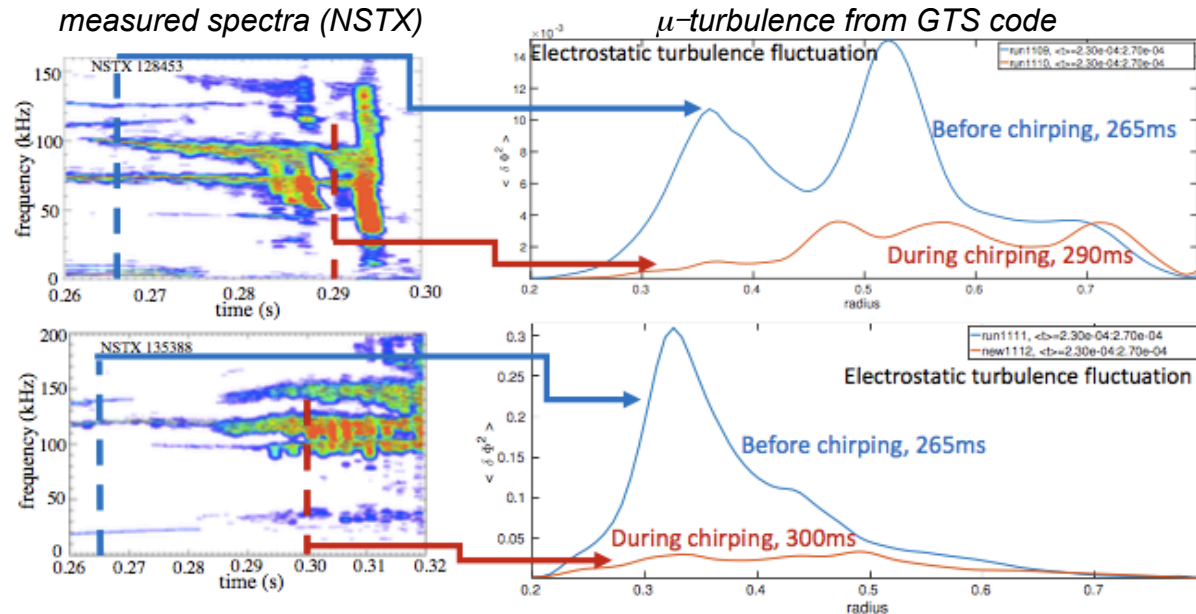 measured spectra (NSTX)
μ-turbulence from GTS code
NSTX 128453
150
100
50
0
frequency (kHz)
0.26
0.27
0.28
0.29
0.30
time (s)
×10⁻³
Electrostatic turbulence fluctuation
run1109, <t>=2.30e-04:2.70e-04
run1110, <t>=2.30e-04:2.70e-04
14
12
10
8
6
4
2
< δ Φ² >
Before chirping, 265ms
During chirping, 290ms
0.2
0.3
0.4
0.5
0.6
0.7
radius
NSTX 135388
200
150
100
50
0
frequency (kHz)
0.26
0.27
0.28
0.29
0.30
0.31
0.32
time (s)
run1111, <t>=2.30e-04:2.70e-04
new1112, <t>=2.30e-04:2.70e-04
Electrostatic turbulence fluctuation
0.3
0.25
0.2
0.15
0.1
0.05
< δ Φ² >
Before chirping, 265ms
During chirping, 300ms
0.2
0.3
0.4
0.5
0.6
0.7
radius